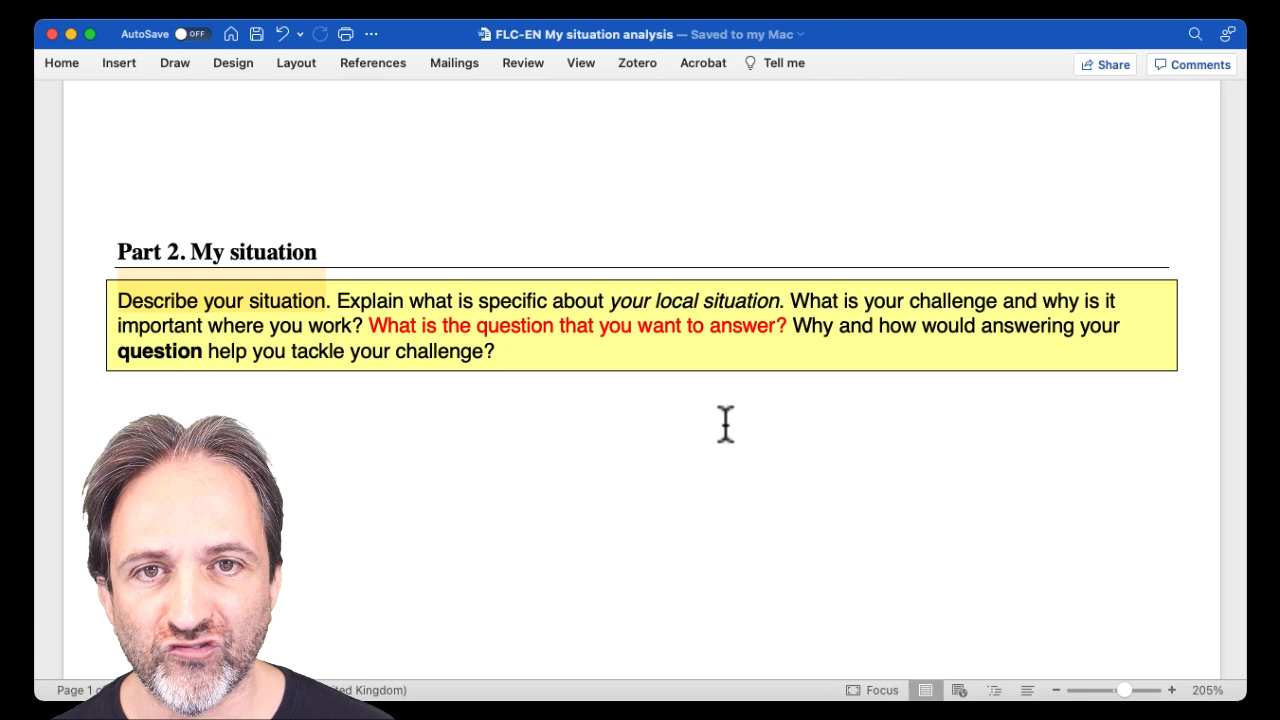 AutoSave OFF FLC-EN My situation analysis — Saved to my Mac
Home Insert Draw Design Layout References Mailings Review View Zotero Acrobat Tell me Share Comments
Part 2. My situation
Describe your situation. Explain what is specific about your local situation. What is your challenge and why is it
important where you work? What is the question that you want to answer? Why and how would answering your
question help you tackle your challenge?
Page 1 Kingdom) Focus 205%